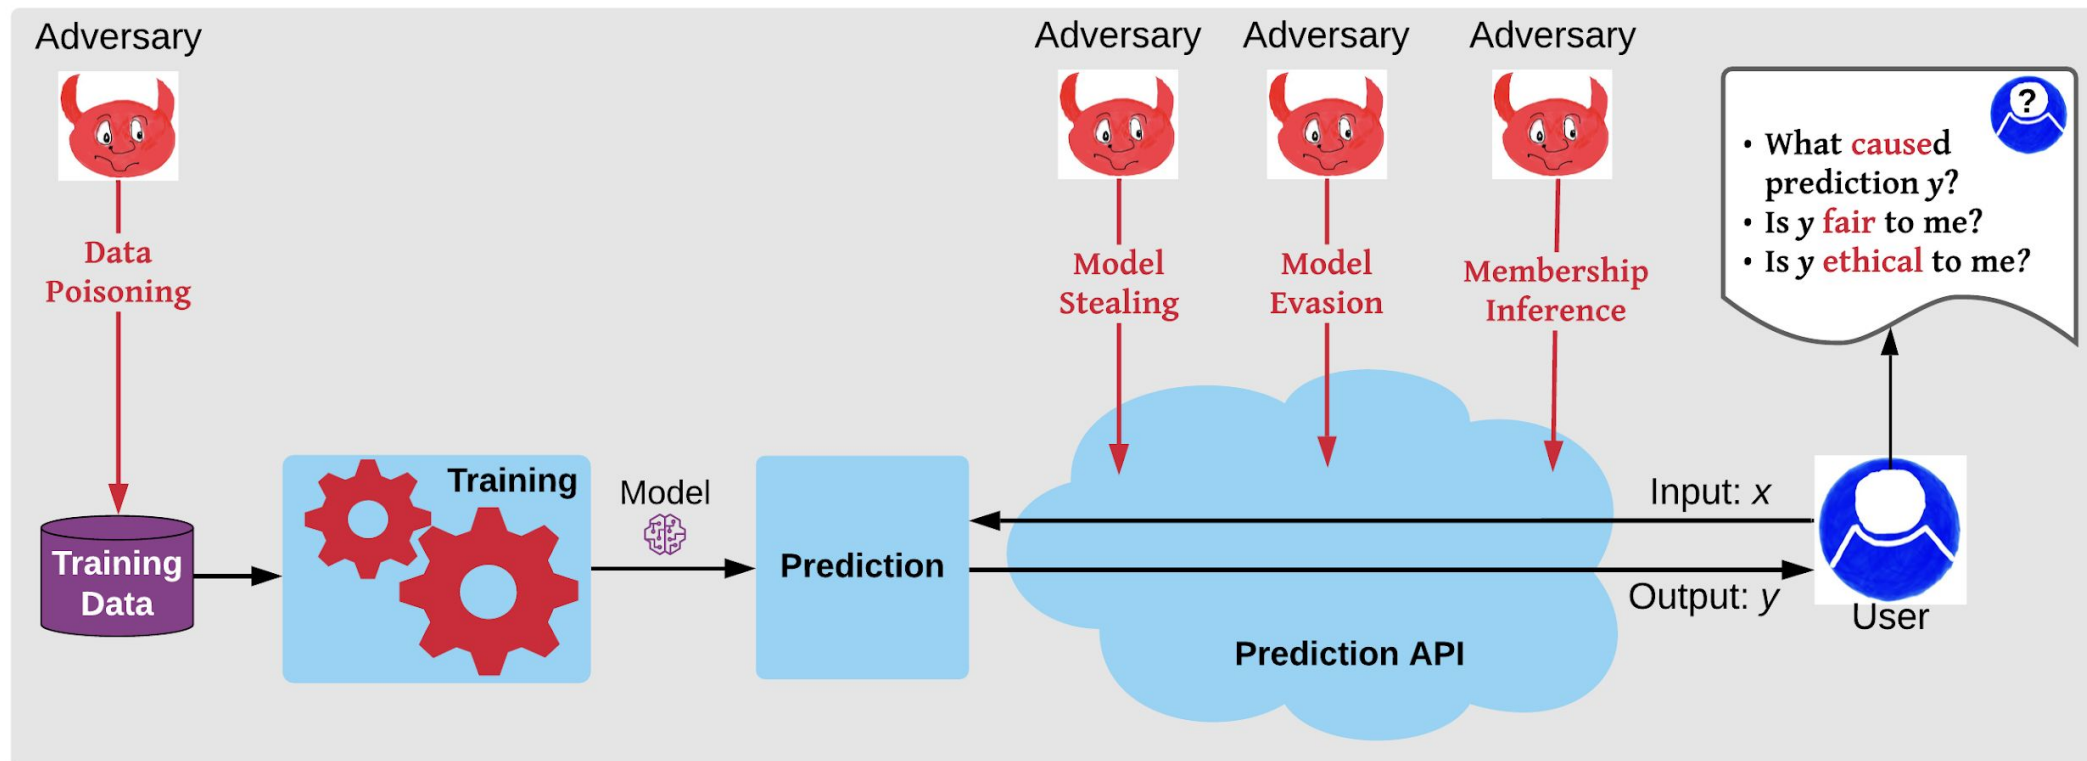 Adversary
Adversary
Adversary
Adversary
Data
Poisoning
Model
Stealing
Model
Evasion
Membership
Inference
?
• What caused
prediction y?
• Is y fair to me?
• Is y ethical to me?
Training
Data
Training
Model
Prediction
Prediction API
Input: x
Output: y
User